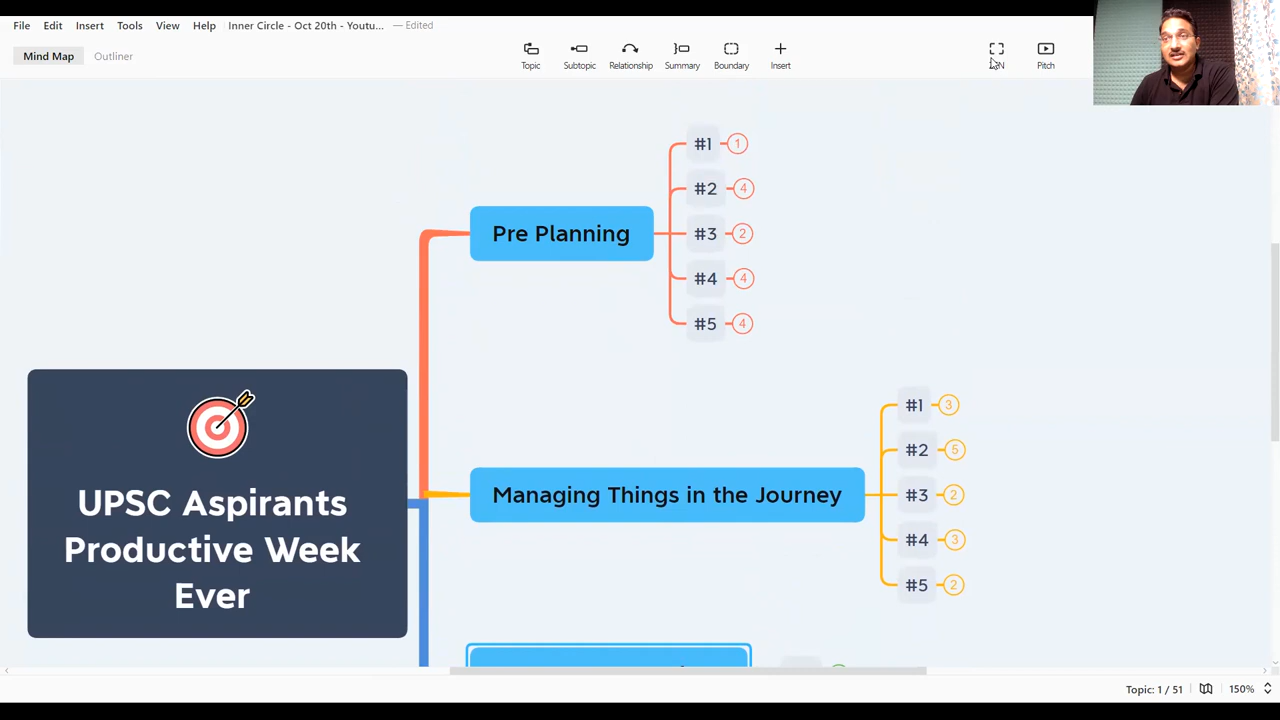 File Edit Insert Tools View Help Inner Circle - Oct 20th - Youtu... — Edited
Mind Map Outliner
Topic Subtopic Relationship Summary Boundary Insert Pitch
#1 1
#2 4
Pre Planning
#3 2
#4 4
#5 4
#1 3
#2 5
Managing Things in the Journey
#3 2
#4 3
#5 2
UPSC Aspirants
Productive Week
Ever
Topic: 1 / 51 150%